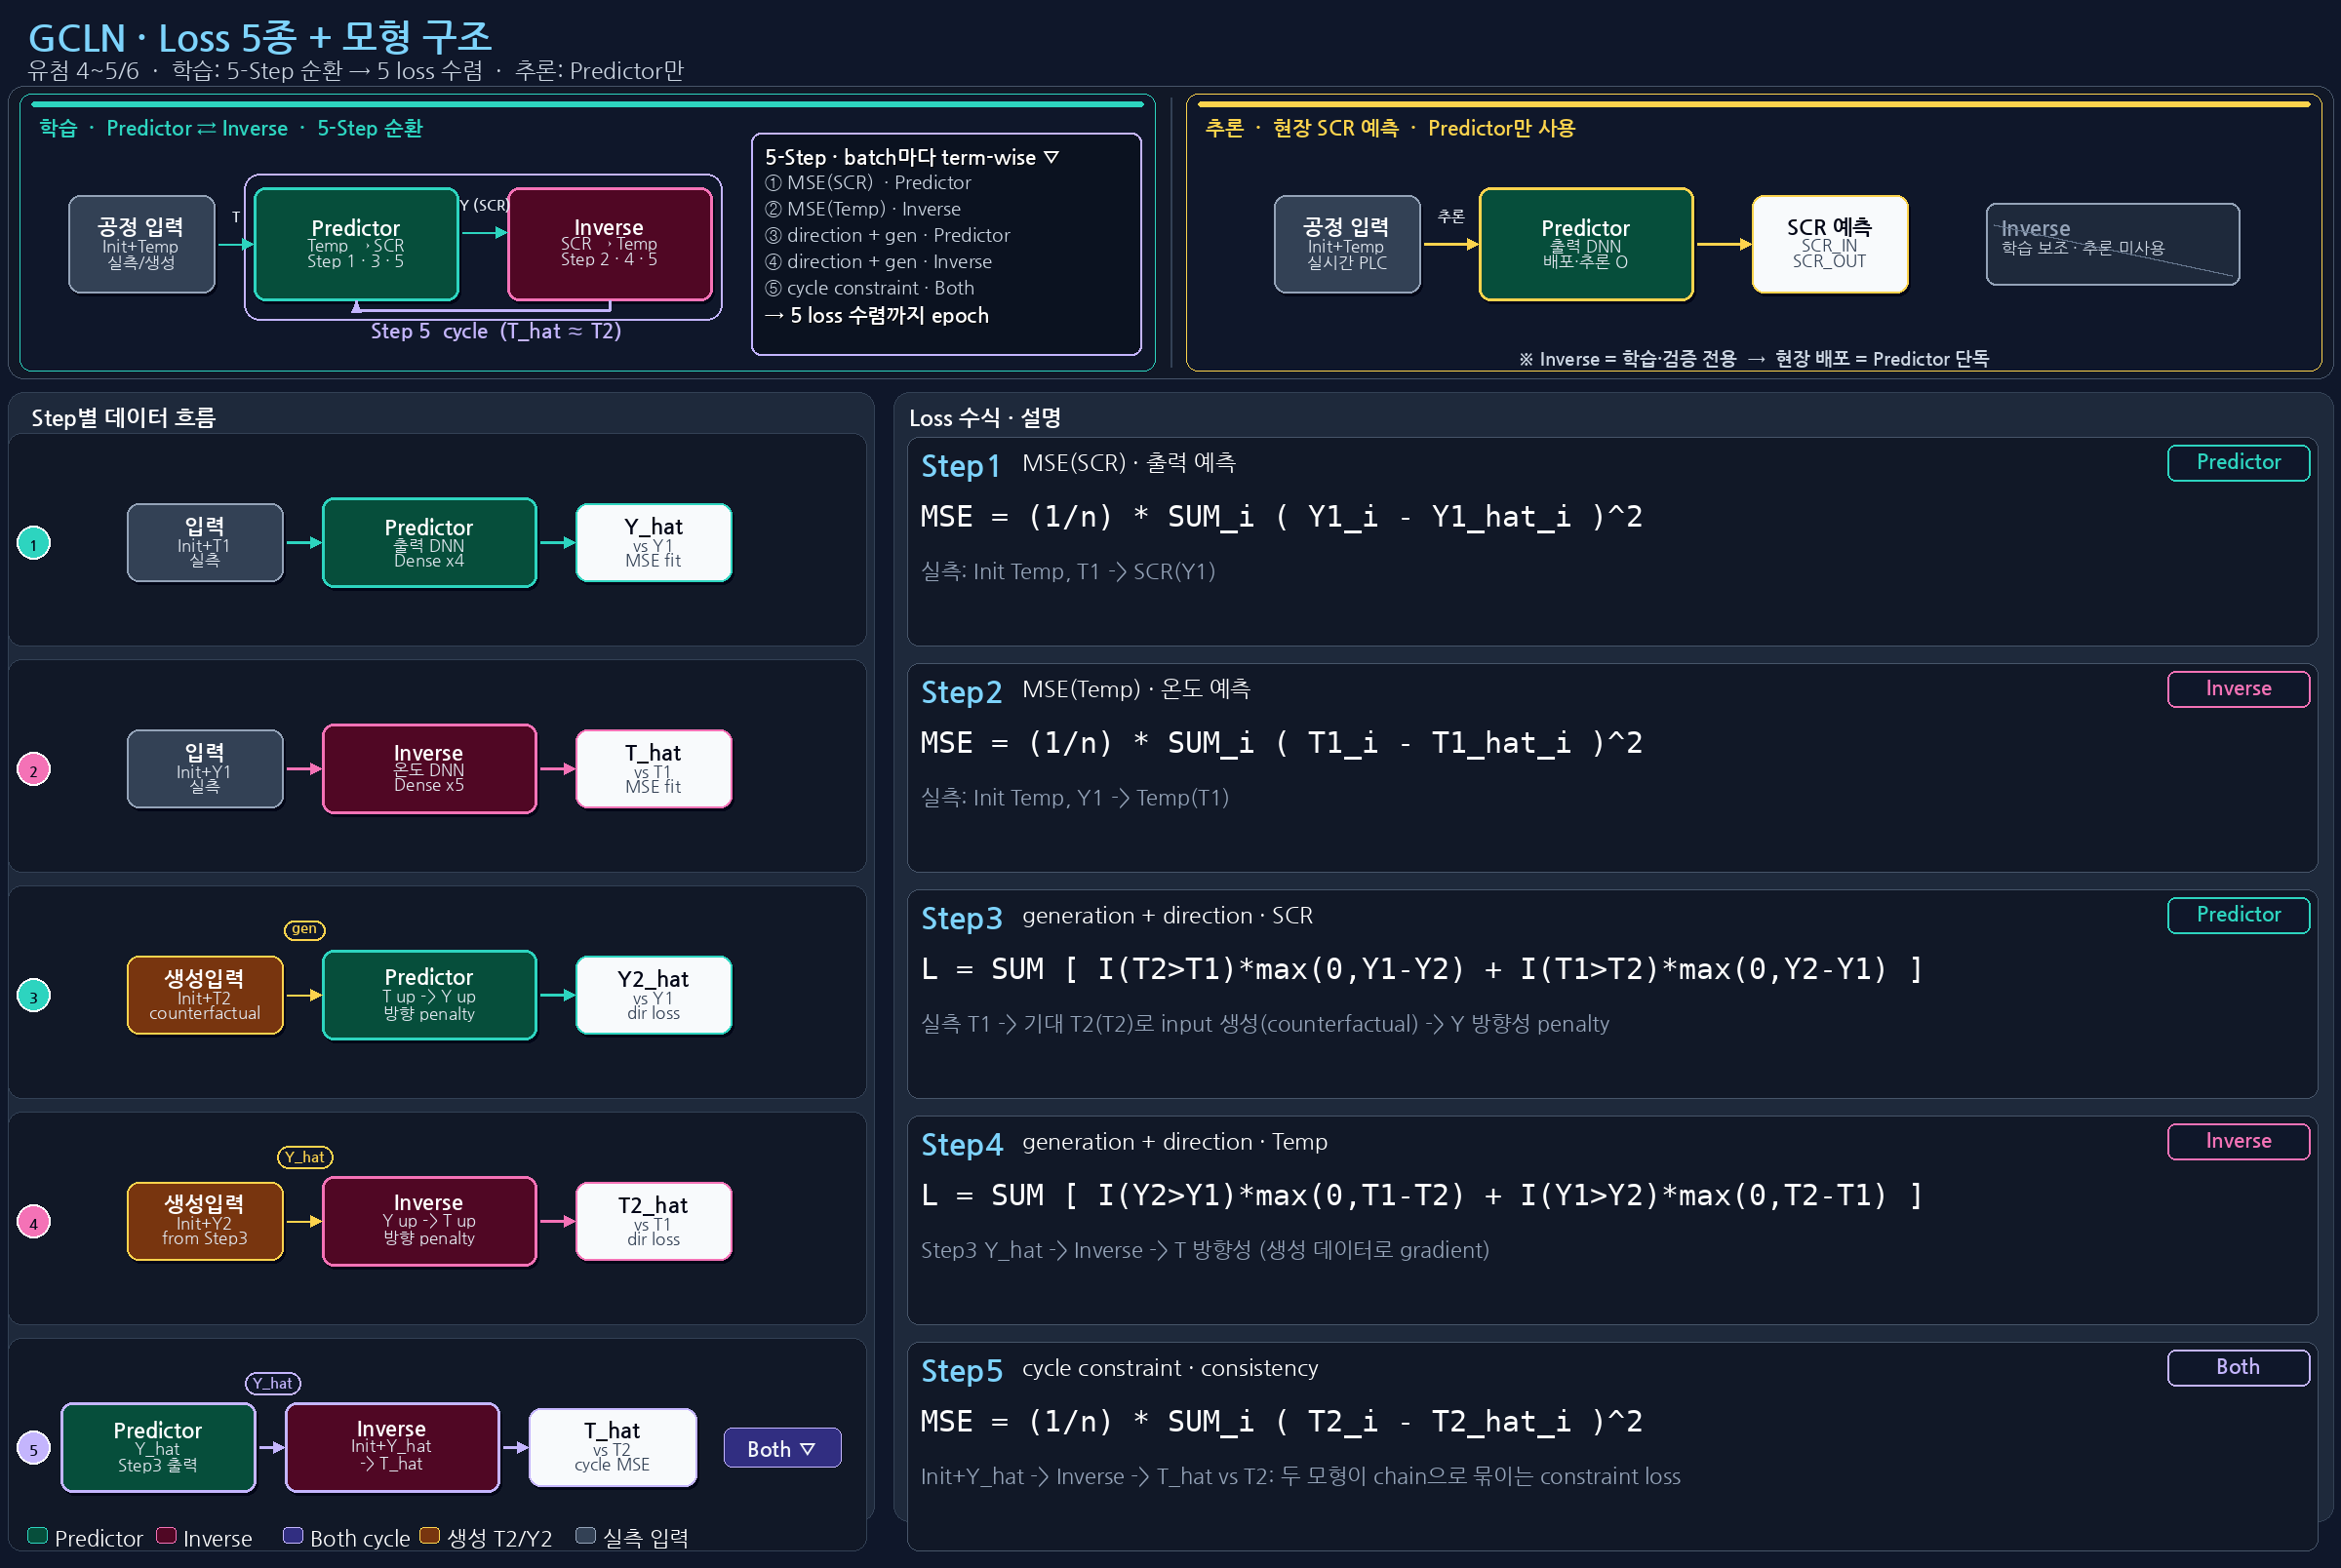 GCLN · Loss 5종 + 모형 구조
유첨 4~5/6 · 학습: 5-Step 순환 → 5 loss 수렴 · 추론: Predictor만
학습 · Predictor ⇄ Inverse · 5-Step 순환
공정 입력
Init+Temp
실측/생성
T
Predictor
Temp → SCR
Step 1 · 3 · 5
Y (SCR)
Inverse
SCR → Temp
Step 2 · 4 · 5
Step 5 cycle (T_hat ≈ T2)
5-Step · batch마다 term-wise ▽
① MSE(SCR) · Predictor
② MSE(Temp) · Inverse
③ direction + gen · Predictor
④ direction + gen · Inverse
⑤ cycle constraint · Both
→ 5 loss 수렴까지 epoch
추론 · 현장 SCR 예측 · Predictor만 사용
공정 입력
Init+Temp
실시간 PLC
추론
Predictor
출력 DNN
배포·추론 O
SCR 예측
SCR_IN
SCR_OUT
Inverse
학습 보조 · 추론 미사용
※ Inverse = 학습·검증 전용 → 현장 배포 = Predictor 단독
Step별 데이터 흐름
1
입력
Init+T1
실측
Predictor
출력 DNN
Dense x4
Y_hat
vs Y1
MSE fit
2
입력
Init+Y1
실측
Inverse
온도 DNN
Dense x5
T_hat
vs T1
MSE fit
3
gen
생성입력
Init+T2
counterfactual
Predictor
T up -> Y up
방향 penalty
Y2_hat
vs Y1
dir loss
4
Y_hat
생성입력
Init+Y2
from Step3
Inverse
Y up -> T up
방향 penalty
T2_hat
vs T1
dir loss
5
Y_hat
Predictor
Y_hat
Step3 출력
Inverse
Init+Y_hat
-> T_hat
T_hat
vs T2
cycle MSE
Both ▽
Predictor
Inverse
Both cycle
생성 T2/Y2
실측 입력
Loss 수식 · 설명
Step1 MSE(SCR) · 출력 예측
Predictor
MSE = (1/n) * SUM_i ( Y1_i - Y1_hat_i )^2
실측: Init Temp, T1 -> SCR(Y1)
Step2 MSE(Temp) · 온도 예측
Inverse
MSE = (1/n) * SUM_i ( T1_i - T1_hat_i )^2
실측: Init Temp, Y1 -> Temp(T1)
Step3 generation + direction · SCR
Predictor
L = SUM [ I(T2>T1)*max(0,Y1-Y2) + I(T1>T2)*max(0,Y2-Y1) ]
실측 T1 -> 기대 T2(T2)로 input 생성(counterfactual) -> Y 방향성 penalty
Step4 generation + direction · Temp
Inverse
L = SUM [ I(Y2>Y1)*max(0,T1-T2) + I(Y1>Y2)*max(0,T2-T1) ]
Step3 Y_hat -> Inverse -> T 방향성 (생성 데이터로 gradient)
Step5 cycle constraint · consistency
Both
MSE = (1/n) * SUM_i ( T2_i - T2_hat_i )^2
Init+Y_hat -> Inverse -> T_hat vs T2: 두 모형이 chain으로 묶이는 constraint loss